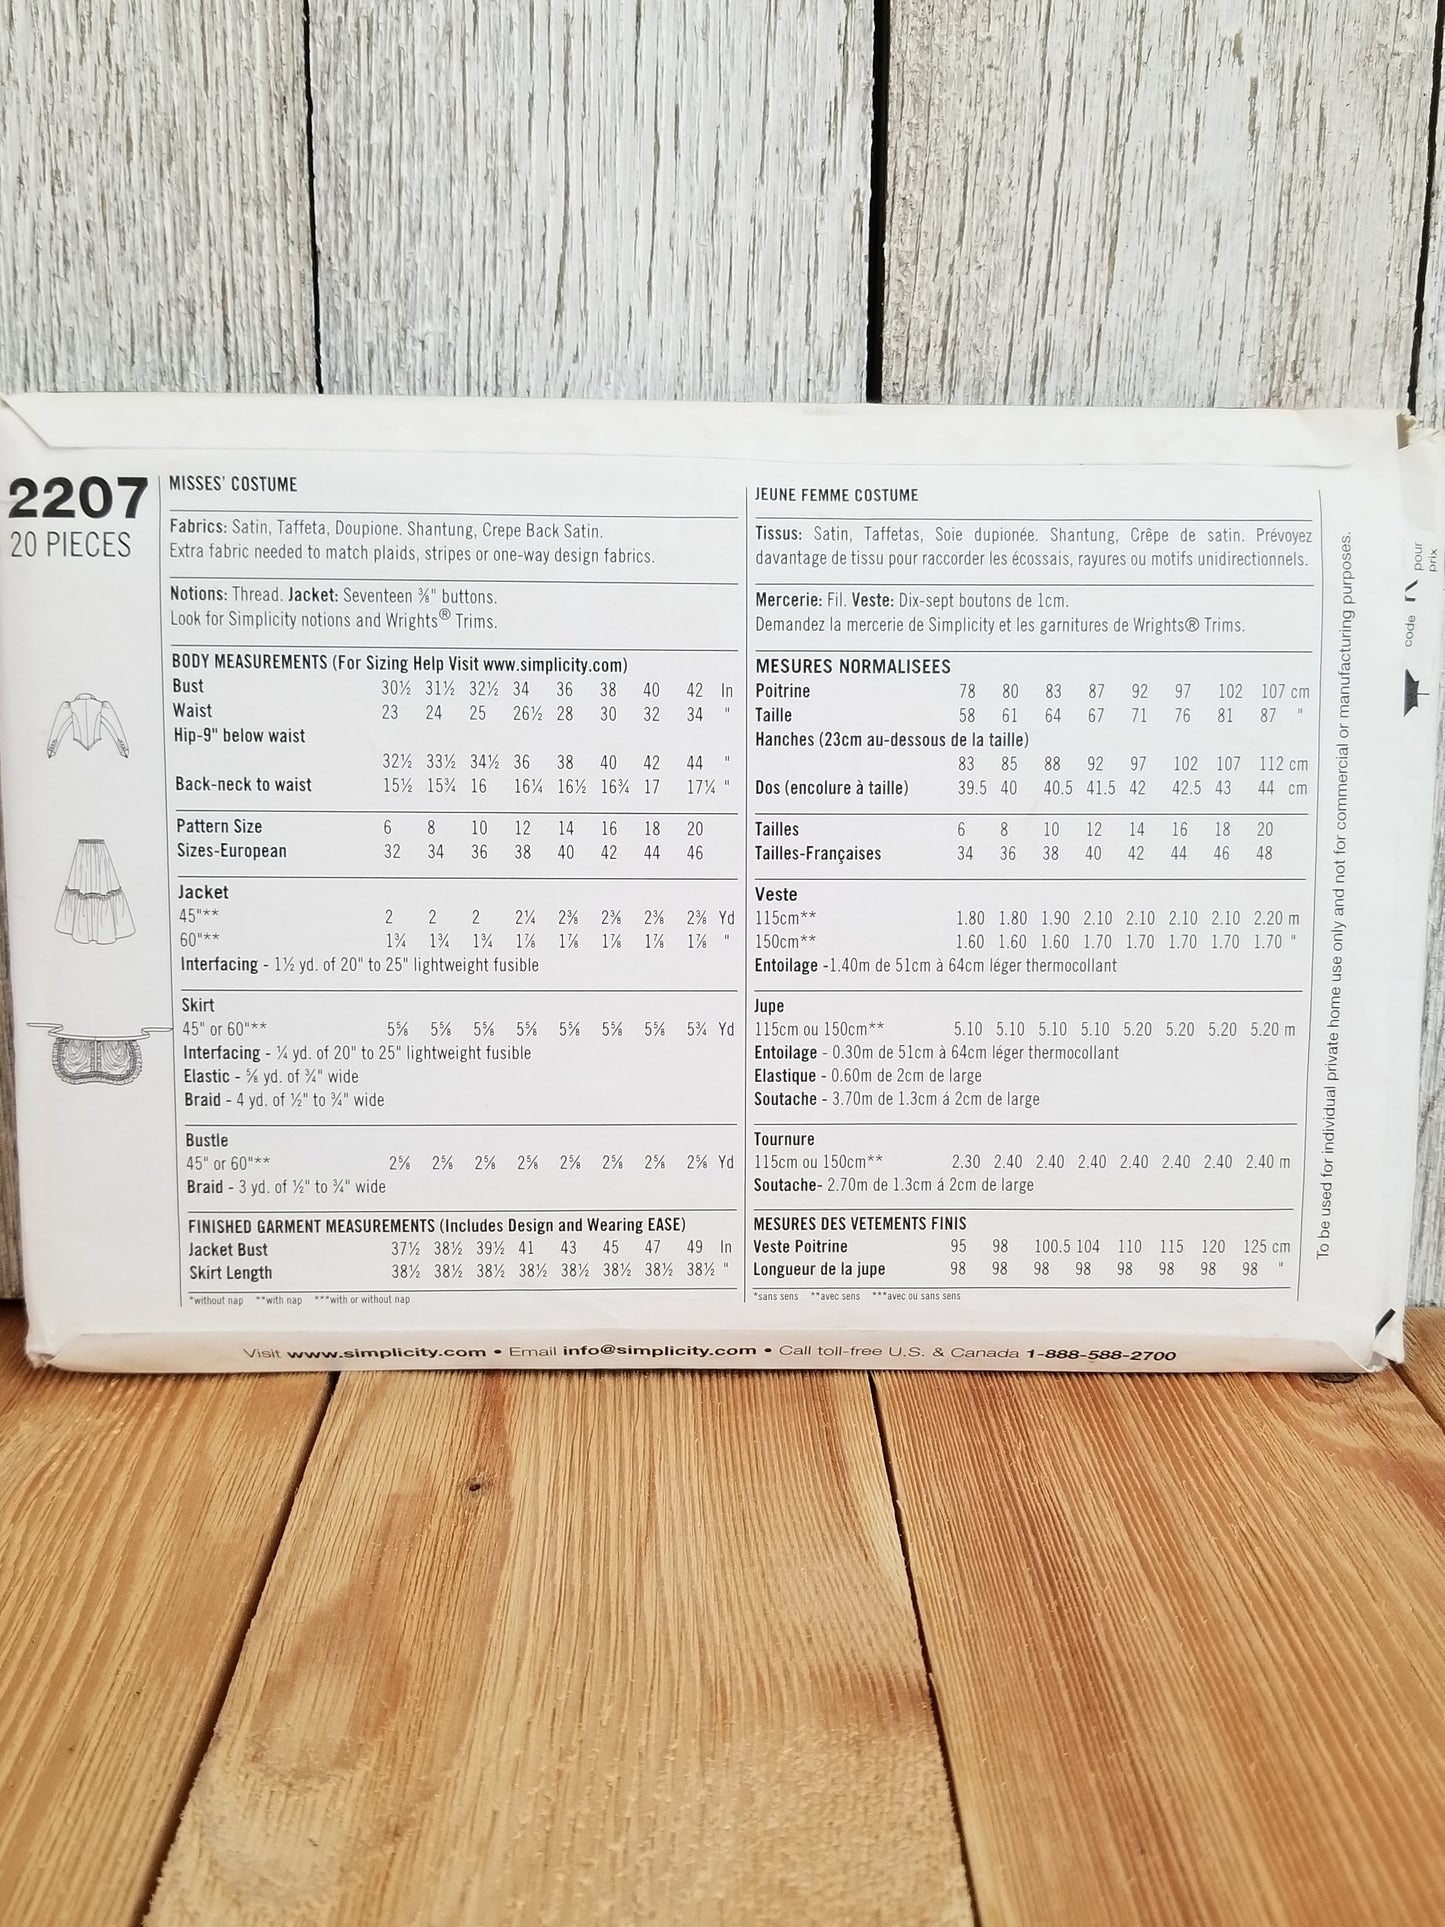 2207
20 PIECES
MISSES' COSTUME
Fabrics: Satin, Taffeta, Doupione. Shantung, Crepe Back Satin.
Extra fabric needed to match plaids, stripes or one-way design fabrics.
Notions: Thread. Jacket: Seventeen ⅜" buttons.
Look for Simplicity notions and Wrights® Trims.
BODY MEASUREMENTS (For Sizing Help Visit www.simplicity.com)
Bust 30½ 31½ 32½ 34 36 38 40 42 In
Waist 23 24 25 26½ 28 30 32 34 "
Hip-9" below waist
32½ 33½ 34½ 36 38 40 42 44 "
Back-neck to waist 15½ 15¾ 16 16¼ 16½ 16¾ 17 17¼ "
Pattern Size 6 8 10 12 14 16 18 20
Sizes-European 32 34 36 38 40 42 44 46
Jacket
45"** 2 2 2 2¼ 2⅜ 2⅜ 2⅜ 2⅜ Yd
60"** 1¾ 1¾ 1¾ 1⅞ 1⅞ 1⅞ 1⅞ 1⅞ "
Interfacing - 1½ yd. of 20" to 25" lightweight fusible
Skirt
45" or 60"** 5⅝ 5⅝ 5⅝ 5⅝ 5⅝ 5⅝ 5⅝ 5¾ Yd
Interfacing - ¼ yd. of 20" to 25" lightweight fusible
Elastic - ⅝ yd. of ¾" wide
Braid - 4 yd. of ½" to ¾" wide
Bustle
45" or 60"** 2⅝ 2⅝ 2⅝ 2⅝ 2⅝ 2⅝ 2⅝ 2⅝ Yd
Braid - 3 yd. of ½" to ¾" wide
FINISHED GARMENT MEASUREMENTS (Includes Design and Wearing EASE)
Jacket Bust 37½ 38½ 39½ 41 43 45 47 49 In
Skirt Length 38½ 38½ 38½ 38½ 38½ 38½ 38½ 38½ "
*without nap **with nap ***with or without nap
JEUNE FEMME COSTUME
Tissus: Satin, Taffetas, Soie dupionée. Shantung, Crêpe de satin. Prévoyez
davantage de tissu pour raccorder les écossais, rayures ou motifs unidirectionnels.
Mercerie: Fil. Veste: Dix-sept boutons de 1cm.
Demandez la mercerie de Simplicity et les garnitures de Wrights® Trims.
MESURES NORMALISEES
Poitrine 78 80 83 87 92 97 102 107 cm
Taille 58 61 64 67 71 76 81 87 "
Hanches (23cm au-dessous de la taille)
83 85 88 92 97 102 107 112 cm
Dos (encolure à taille) 39.5 40 40.5 41.5 42 42.5 43 44 cm
Tailles 6 8 10 12 14 16 18 20
Tailles-Françaises 34 36 38 40 42 44 46 48
Veste
115cm** 1.80 1.80 1.90 2.10 2.10 2.10 2.10 2.20 m
150cm** 1.60 1.60 1.60 1.70 1.70 1.70 1.70 1.70 "
Entoilage -1.40m de 51cm à 64cm léger thermocollant
Jupe
115cm ou 150cm** 5.10 5.10 5.10 5.10 5.20 5.20 5.20 5.20 m
Entoilage - 0.30m de 51cm à 64cm léger thermocollant
Elastique - 0.60m de 2cm de large
Soutache - 3.70m de 1.3cm á 2cm de large
Tournure
115cm ou 150cm** 2.30 2.40 2.40 2.40 2.40 2.40 2.40 2.40 m
Soutache- 2.70m de 1.3cm á 2cm de large
MESURES DES VETEMENTS FINIS
Veste Poitrine 95 98 100.5 104 110 115 120 125 cm
Longueur de la jupe 98 98 98 98 98 98 98 98 "
*sans sens **avec sens ***avec ou sans sens
To be used for individual private home use only and not for commercial or manufacturing purposes.
pour
prix
code
Visit www.simplicity.com • Email info@simplicity.com • Call toll-free U.S. & Canada 1-888-588-2700